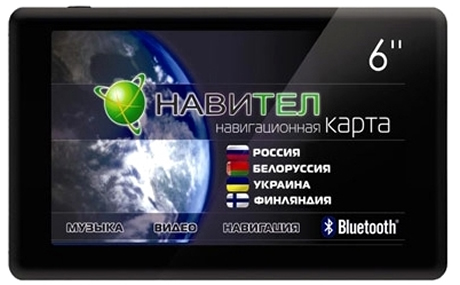 6''
НАВИТЕЛ
навигационная карта
РОССИЯ
БЕЛОРУССИЯ
УКРАИНА
ФИНЛЯНДИЯ
МУЗЫКА ВИДЕО НАВИГАЦИЯ Bluetooth®